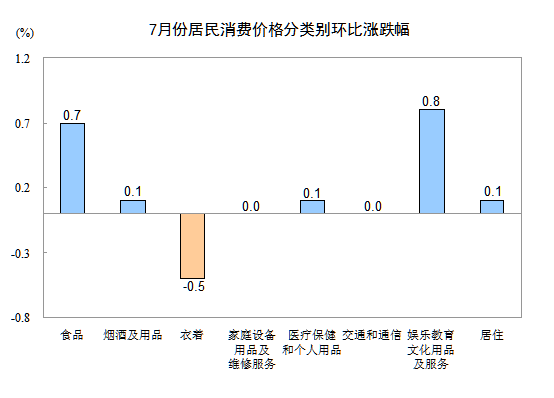 7月份居民消费价格分类别环比涨跌幅
(%)
1.2
0.7
0.2
-0.3
-0.8
0.7
0.1
-0.5
0.0
0.1
0.0
0.8
0.1
食品
烟酒及用品
衣着
家庭设备
用品及
维修服务
医疗保健
和个人用品
交通和通信
娱乐教育
文化用品
及服务
居住